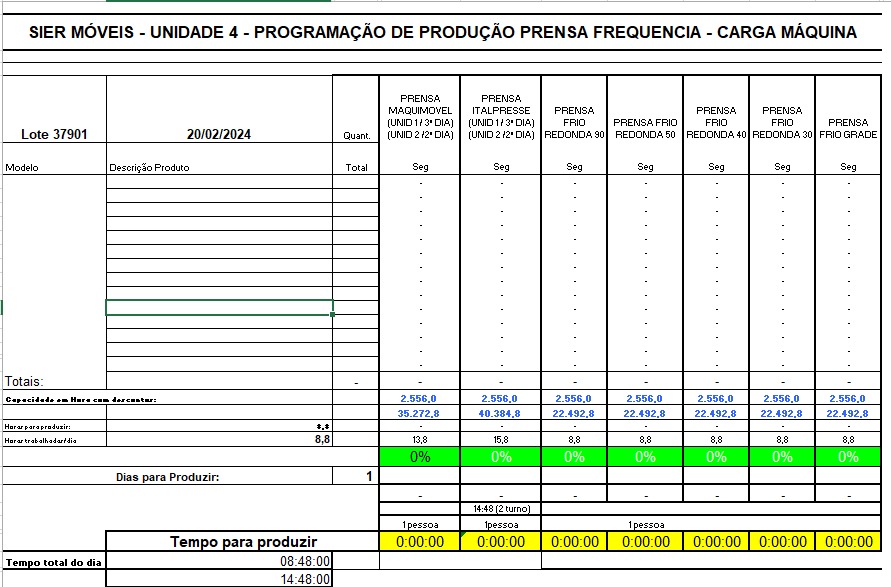 SIER MÓVEIS - UNIDADE 4 - PROGRAMAÇÃO DE PRODUÇÃO PRENSA FREQUENCIA - CARGA MÁQUINA
Lote 37901 20/02/2024 Quant. PRENSA MAQUIMOVEL (UNID 1 / 3º DIA) (UNID 2 / 2º DIA) PRENSA ITALPRESSE (UNID 1 / 3º DIA) (UNID 2 / 2º DIA) PRENSA FRIO REDONDA 90 PRENSA FRIO REDONDA 50 PRENSA FRIO REDONDA 40 PRENSA FRIO REDONDA 30 PRENSA FRIO GRADE
Modelo Descrição Produto Total Seg Seg Seg Seg Seg Seg Seg
- - - - - - -
- - - - - - -
- - - - - - -
- - - - - - -
- - - - - - -
- - - - - - -
- - - - - - -
- - - - - - -
- - - - - - -
- - - - - - -
- - - - - - -
- - - - - - -
- - - - - - -
- - - - - - -
Totais: - - - - - - - -
Capacidade em Hora com descontar: 2.556,0 2.556,0 2.556,0 2.556,0 2.556,0 2.556,0 2.556,0
35.272,8 40.384,8 22.492,8 22.492,8 22.492,8 22.492,8 22.492,8
Horas para produzir: 8,8 - - - - - - -
Horas trabalhadas/dia 8,8 13,8 15,8 8,8 8,8 8,8 8,8 8,8
0% 0% 0% 0% 0% 0% 0%
Dias para Produzir: 1
- - - - - - -
14:48 (2 turno)
1 pessoa 1 pessoa 1 pessoa
Tempo para produzir 0:00:00 0:00:00 0:00:00 0:00:00 0:00:00 0:00:00 0:00:00
Tempo total do dia 08:48:00
14:48:00